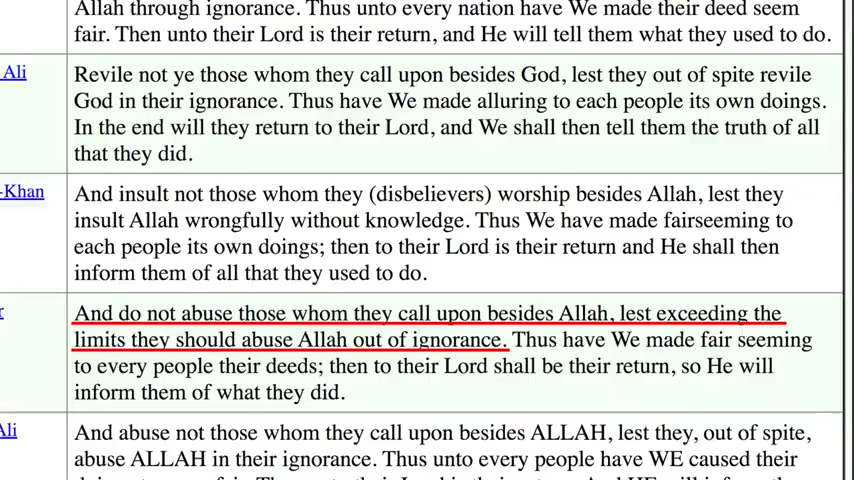 Allah through ignorance. Thus unto every nation have We made their deed seem
fair. Then unto their Lord is their return, and He will tell them what they used to do.
Ali
Revile not ye those whom they call upon besides God, lest they out of spite revile
God in their ignorance. Thus have We made alluring to each people its own doings.
In the end will they return to their Lord, and We shall then tell them the truth of all
that they did.
-Khan
And insult not those whom they (disbelievers) worship besides Allah, lest they
insult Allah wrongfully without knowledge. Thus We have made fairseeming to
each people its own doings; then to their Lord is their return and He shall then
inform them of all that they used to do.
r
And do not abuse those whom they call upon besides Allah, lest exceeding the
limits they should abuse Allah out of ignorance. Thus have We made fair seeming
to every people their deeds; then to their Lord shall be their return, so He will
inform them of what they did.
Ali
And abuse not those whom they call upon besides ALLAH, lest they, out of spite,
abuse ALLAH in their ignorance. Thus unto every people have WE caused their